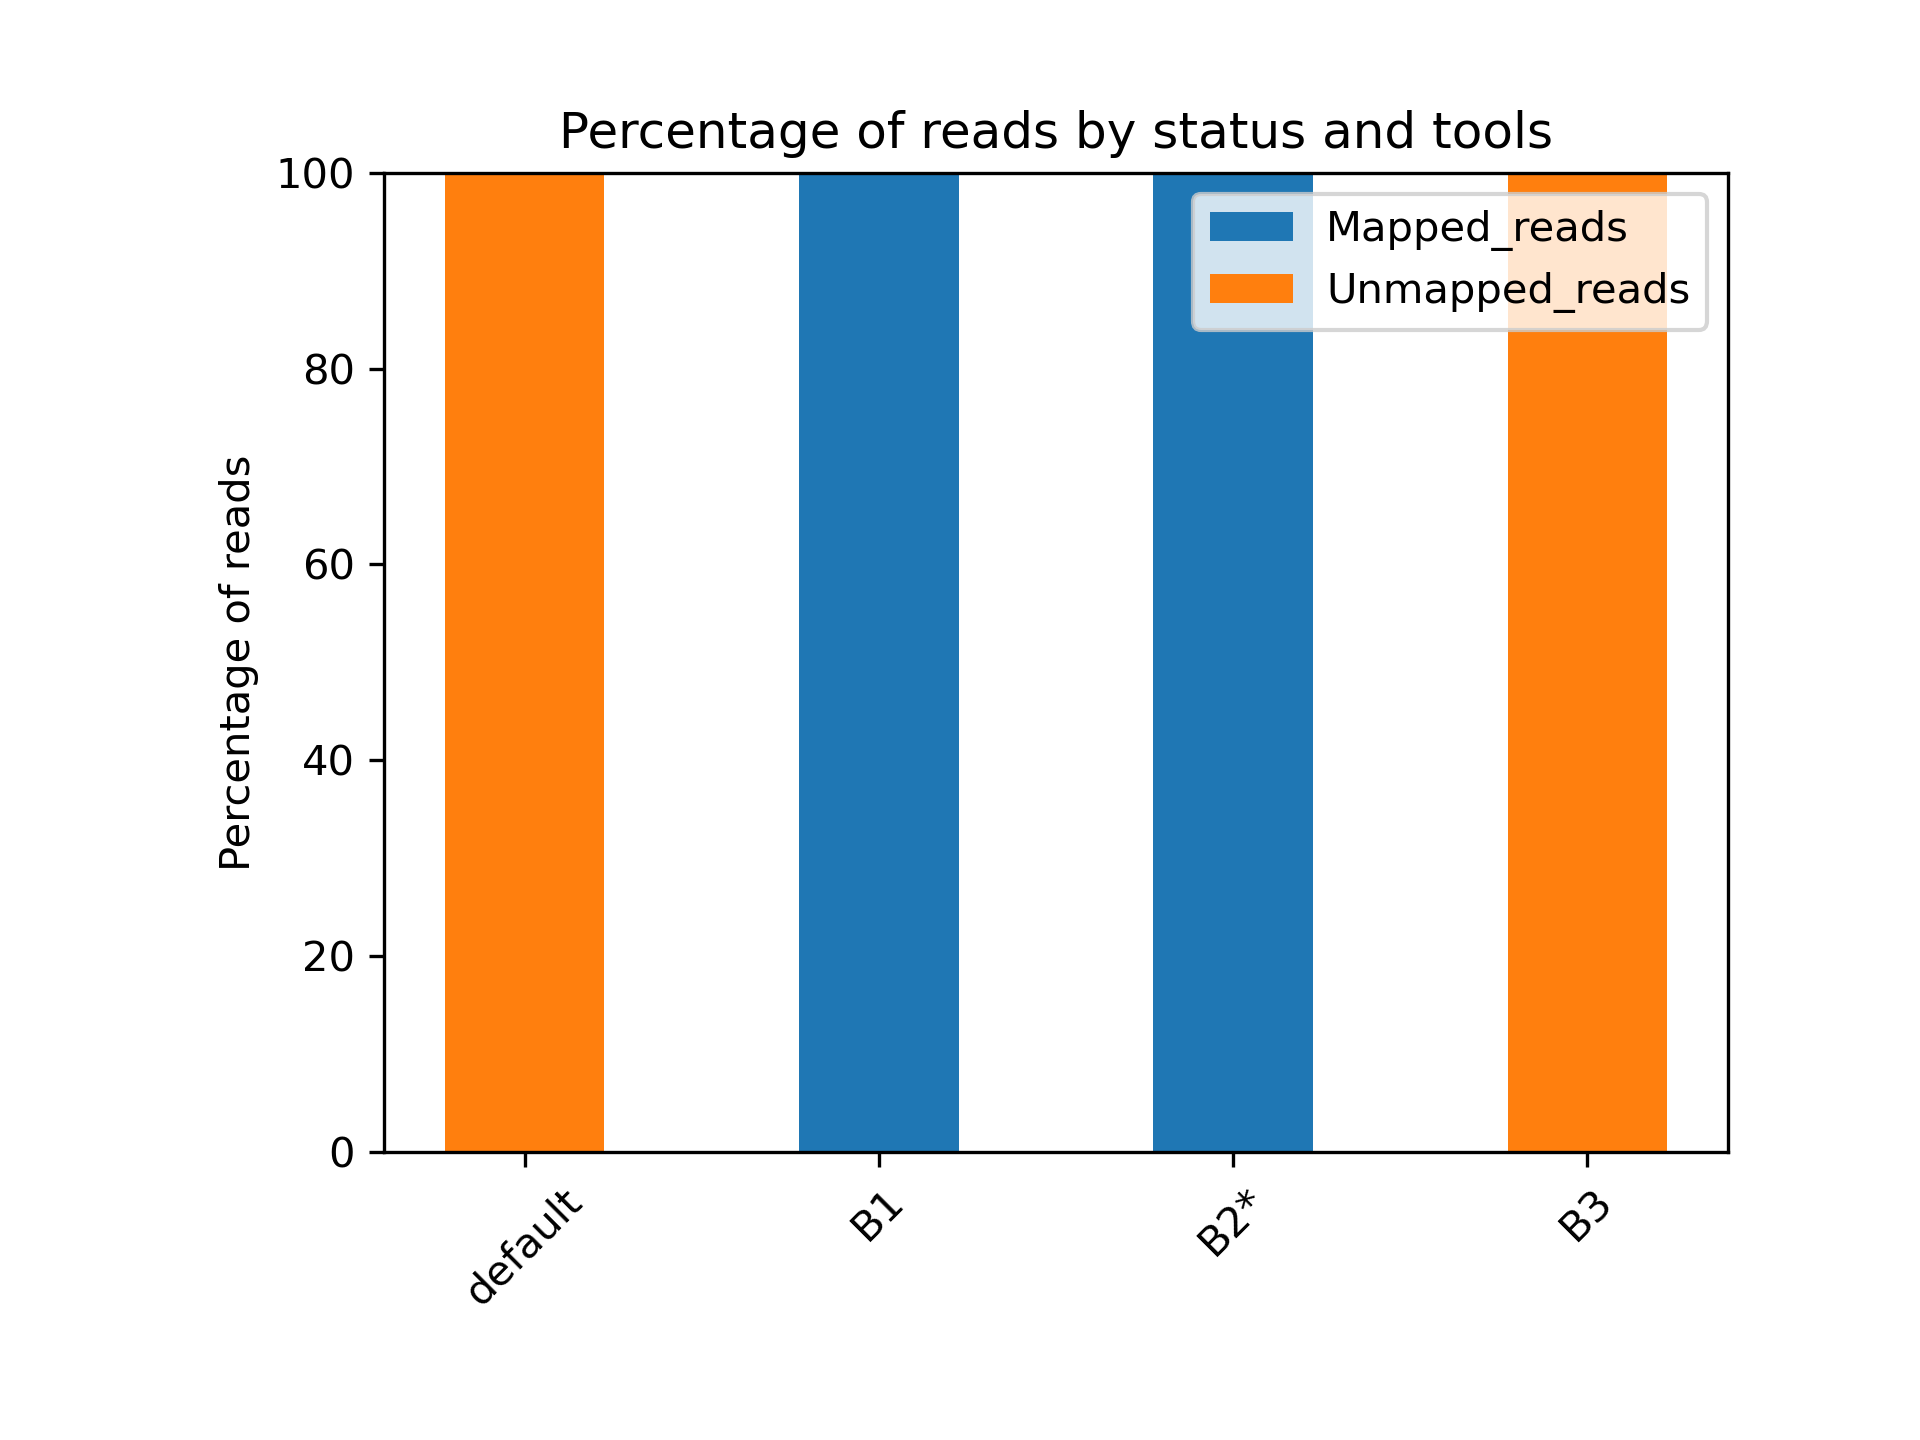 Percentage of reads by status and tools
Percentage of reads
100
80
60
40
20
0
Mapped_reads
Unmapped_reads
default
B1
B2*
B3